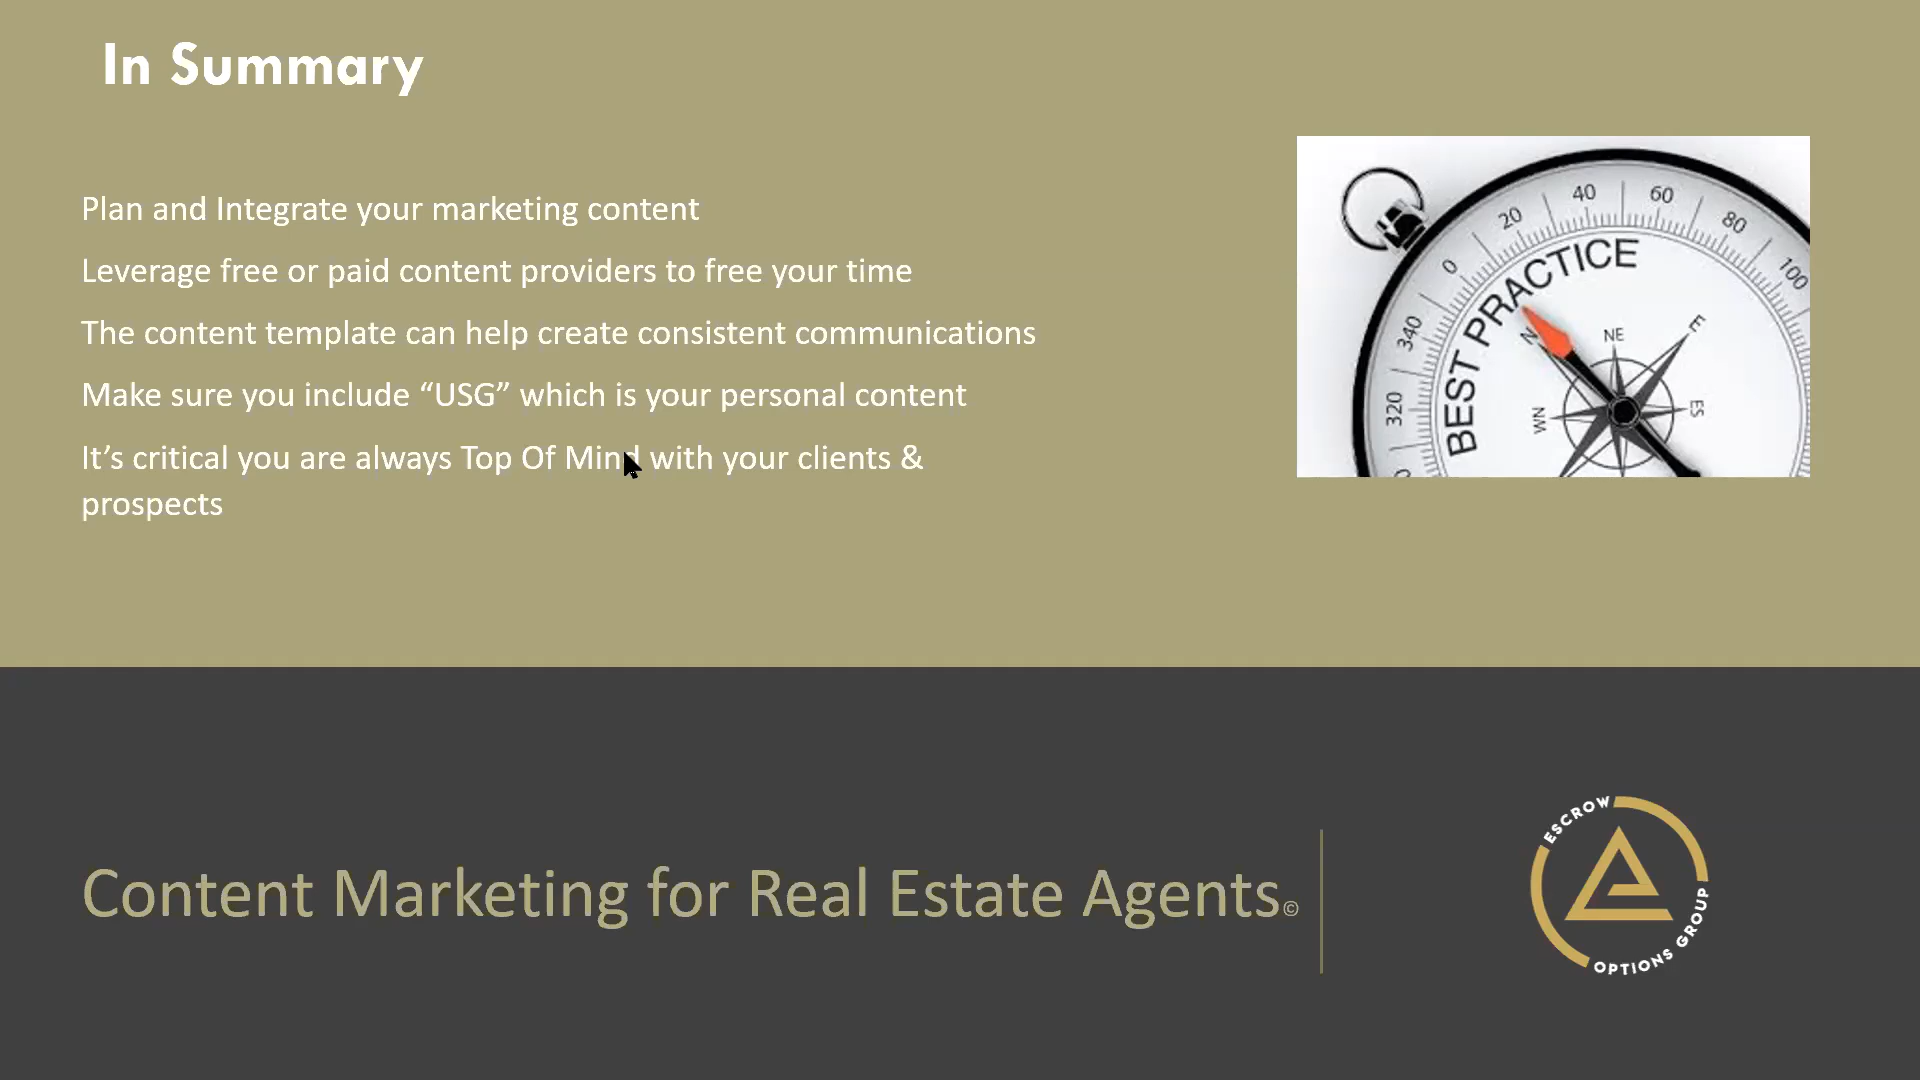 In Summary
Plan and Integrate your marketing content
Leverage free or paid content providers to free your time
The content template can help create consistent communications
Make sure you include “USG” which is your personal content
It’s critical you are always Top Of Mind with your clients &
prospects
0
20
40
60
80
100
340
320
BEST PRACTICE
N
NE
E
ES
WN
Content Marketing for Real Estate Agents©
ESCROW
OPTIONS GROUP